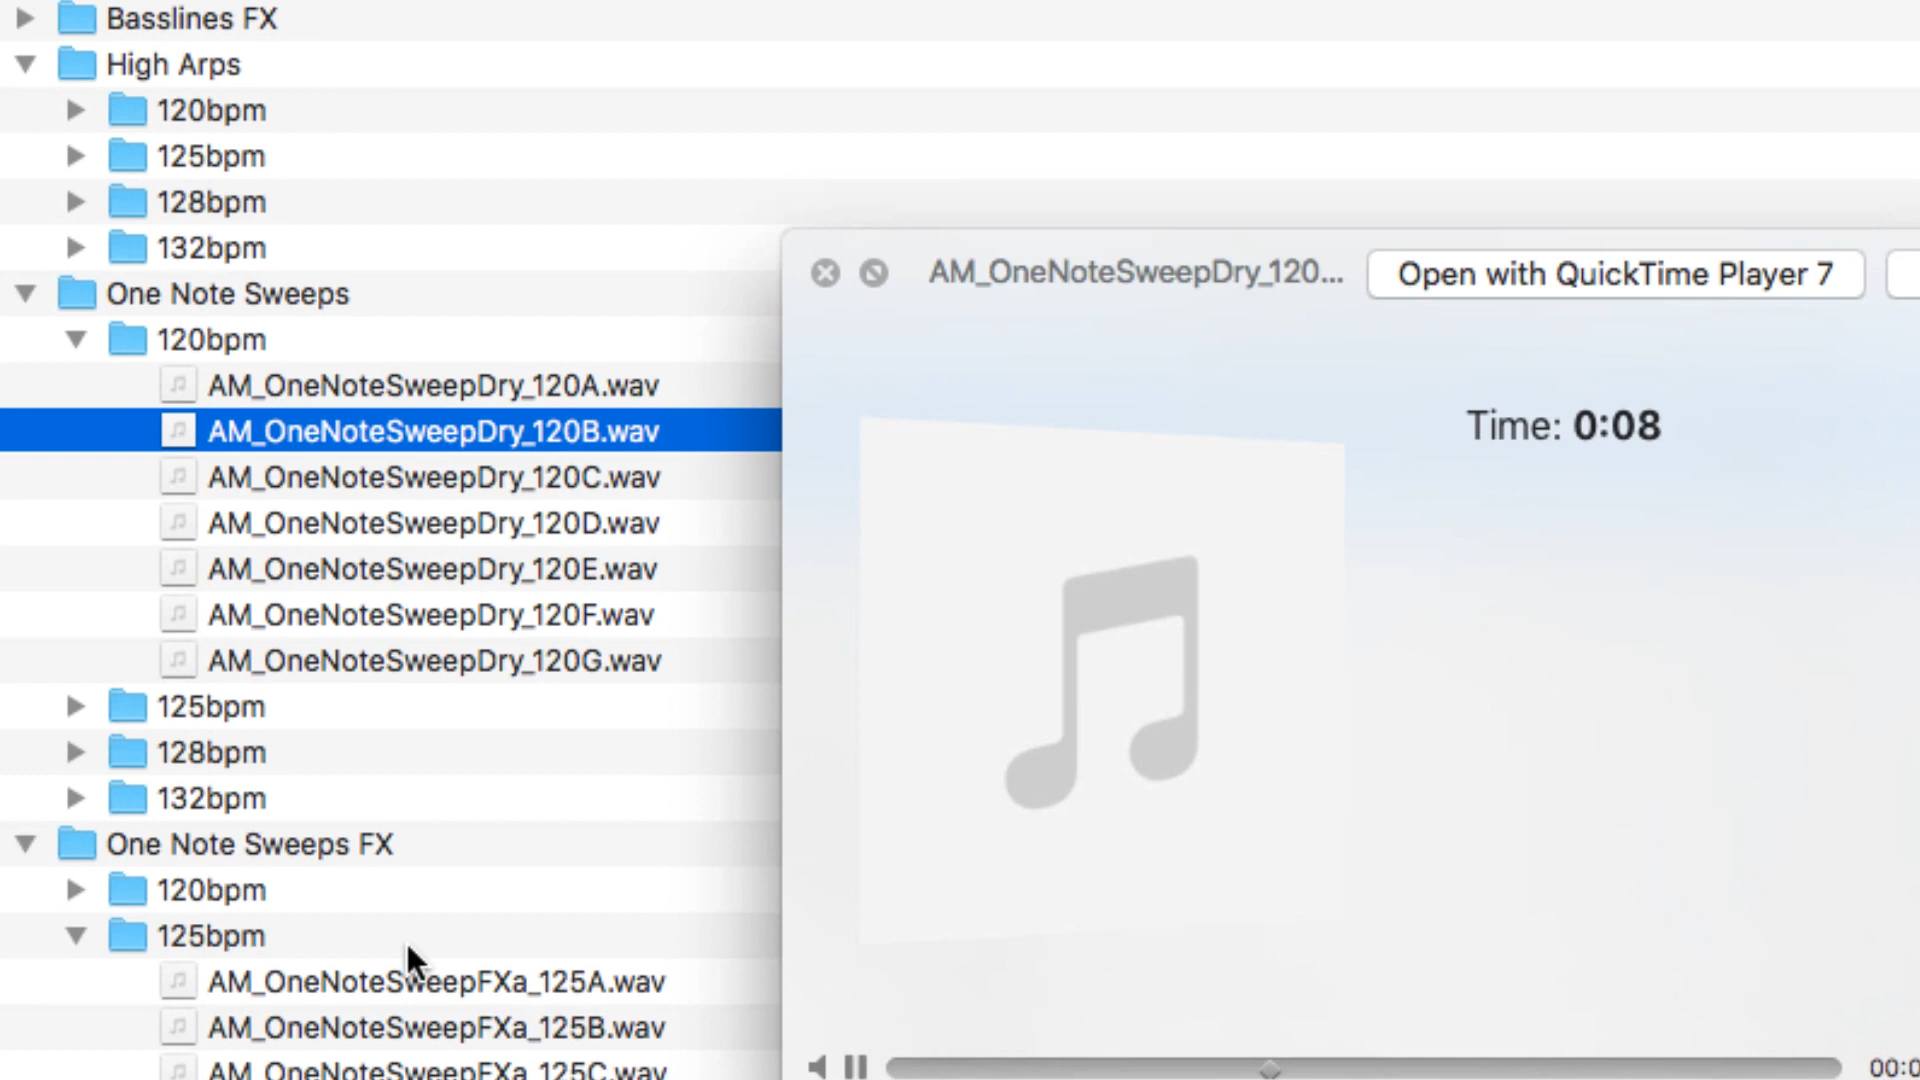 Basslines FX
High Arps
120bpm
125bpm
128bpm
132bpm
One Note Sweeps
120bpm
AM_OneNoteSweepDry_120A.wav
AM_OneNoteSweepDry_120B.wav
AM_OneNoteSweepDry_120C.wav
AM_OneNoteSweepDry_120D.wav
AM_OneNoteSweepDry_120E.wav
AM_OneNoteSweepDry_120F.wav
AM_OneNoteSweepDry_120G.wav
125bpm
128bpm
132bpm
One Note Sweeps FX
120bpm
125bpm
AM_OneNoteSweepFXa_125A.wav
AM_OneNoteSweepFXa_125B.wav
AM_OneNoteSweepFXa_125C.wav
AM_OneNoteSweepDry_120...
Open with QuickTime Player 7
Time: 0:08
00:0